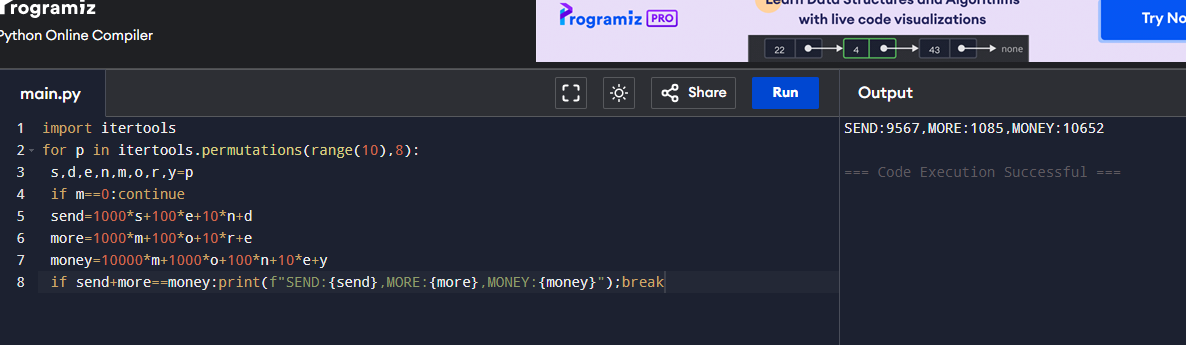 Programiz
Python Online Compiler
Programiz PRO
Learn Data Structures and Algorithms
with live code visualizations
22 4 43 none
Try No
main.py
Share
Run
Output
1 import itertools
2 for p in itertools.permutations(range(10),8):
3 s,d,e,n,m,o,r,y=p
4 if m==0:continue
5 send=1000*s+100*e+10*n+d
6 more=1000*m+100*o+10*r+e
7 money=10000*m+1000*o+100*n+10*e+y
8 if send+more==money:print(f"SEND:{send},MORE:{more},MONEY:{money}");break
SEND:9567,MORE:1085,MONEY:10652
=== Code Execution Successful ===